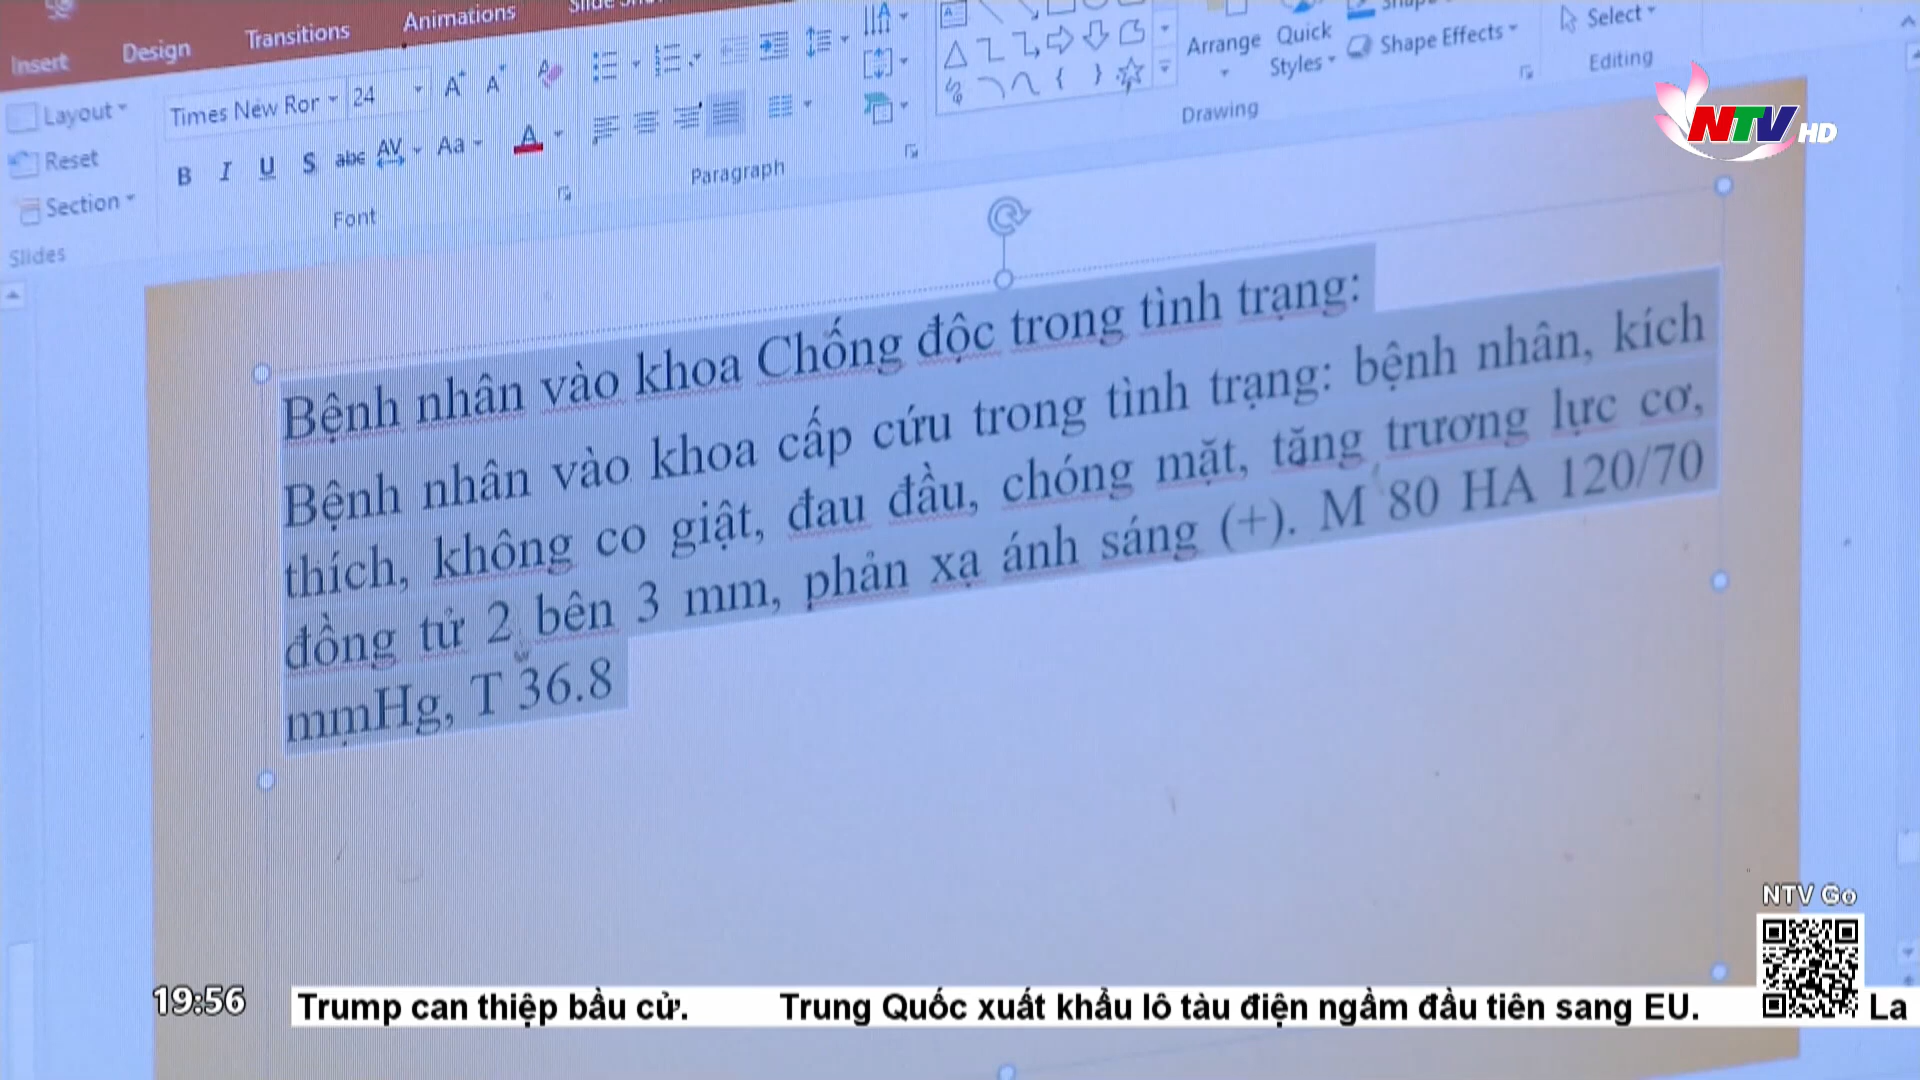 Animations
Insert
Design
Transitions
Layout
Reset
Section
Slides
Times New Ror
24
B I U S abc AV Aa A
Font
Paragraph
Arrange
Quick
Styles
Shape Effects
Drawing
Select
Editing
NTV HD
Bệnh nhân vào khoa Chống độc trong tình trạng:
Bệnh nhân vào khoa cấp cứu trong tình trạng: bệnh nhân, kích
thích, không co giật, đau đầu, chóng mặt, tăng trương lực cơ,
đồng tử 2 bên 3 mm, phản xạ ánh sáng (+). M 80 HA 120/70
mmHg, T 36.8
NTV Go
19:56
Trump can thiệp bầu cử. Trung Quốc xuất khẩu lô tàu điện ngầm đầu tiên sang EU. La